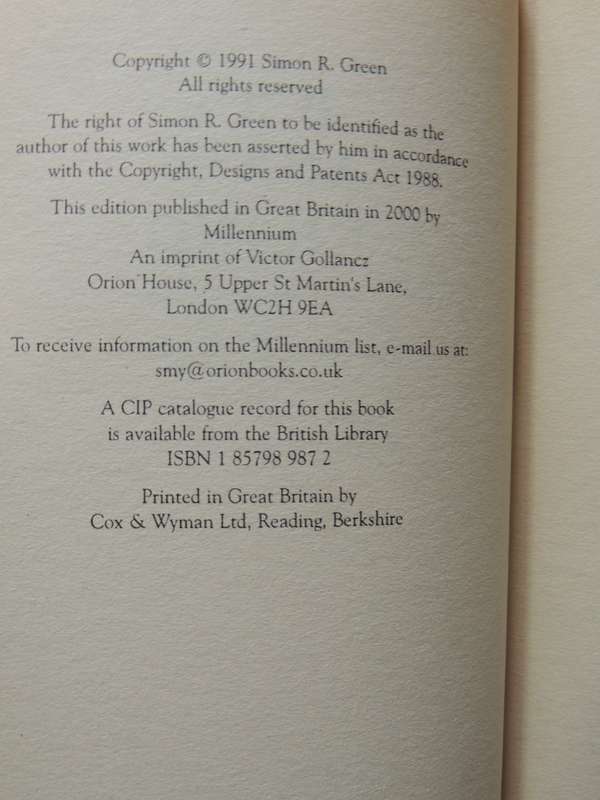 Copyright © 1991 Simon R. Green
All rights reserved
The right of Simon R. Green to be identified as the
author of this work has been asserted by him in accordance
with the Copyright, Designs and Patents Act 1988.
This edition published in Great Britain in 2000 by
Millennium
An imprint of Victor Gollancz
Orion House, 5 Upper St Martin's Lane,
London WC2H 9EA
To receive information on the Millennium list, e-mail us at:
smy@orionbooks.co.uk
A CIP catalogue record for this book
is available from the British Library
ISBN 1 85798 987 2
Printed in Great Britain by
Cox & Wyman Ltd, Reading, Berkshire